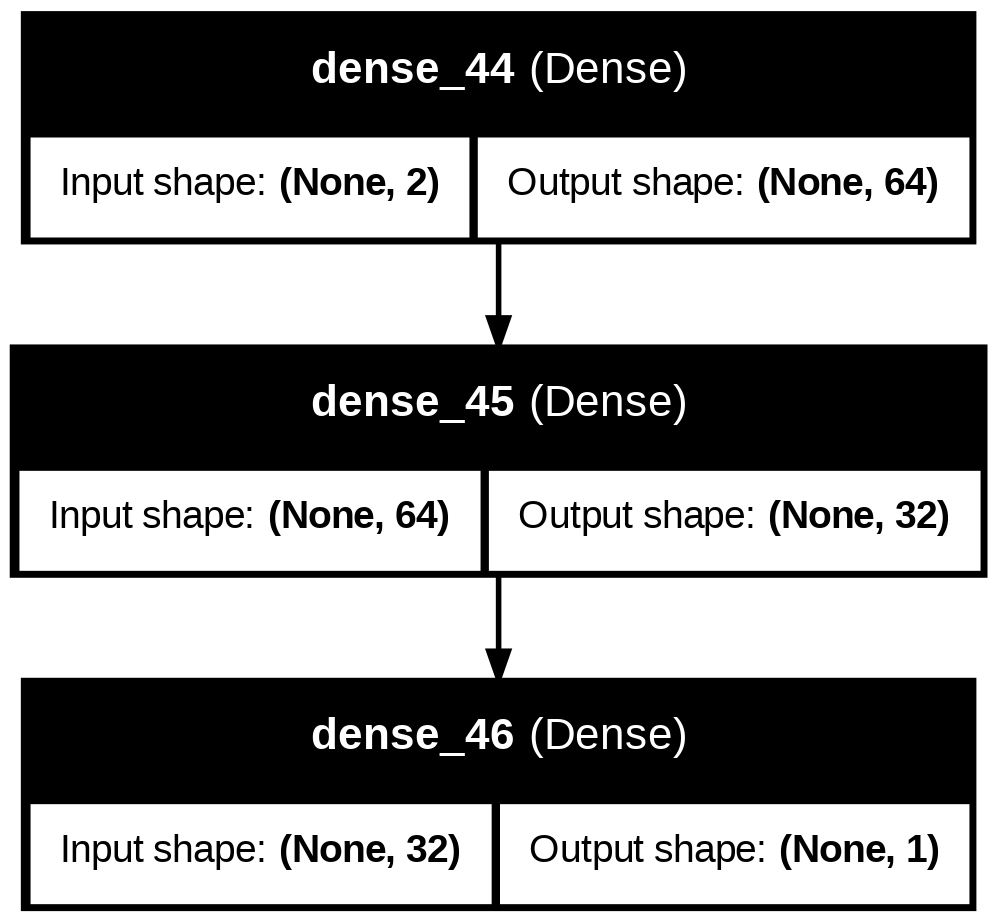 dense_44 (Dense)
Input shape: (None, 2) Output shape: (None, 64)
dense_45 (Dense)
Input shape: (None, 64) Output shape: (None, 32)
dense_46 (Dense)
Input shape: (None, 32) Output shape: (None, 1)